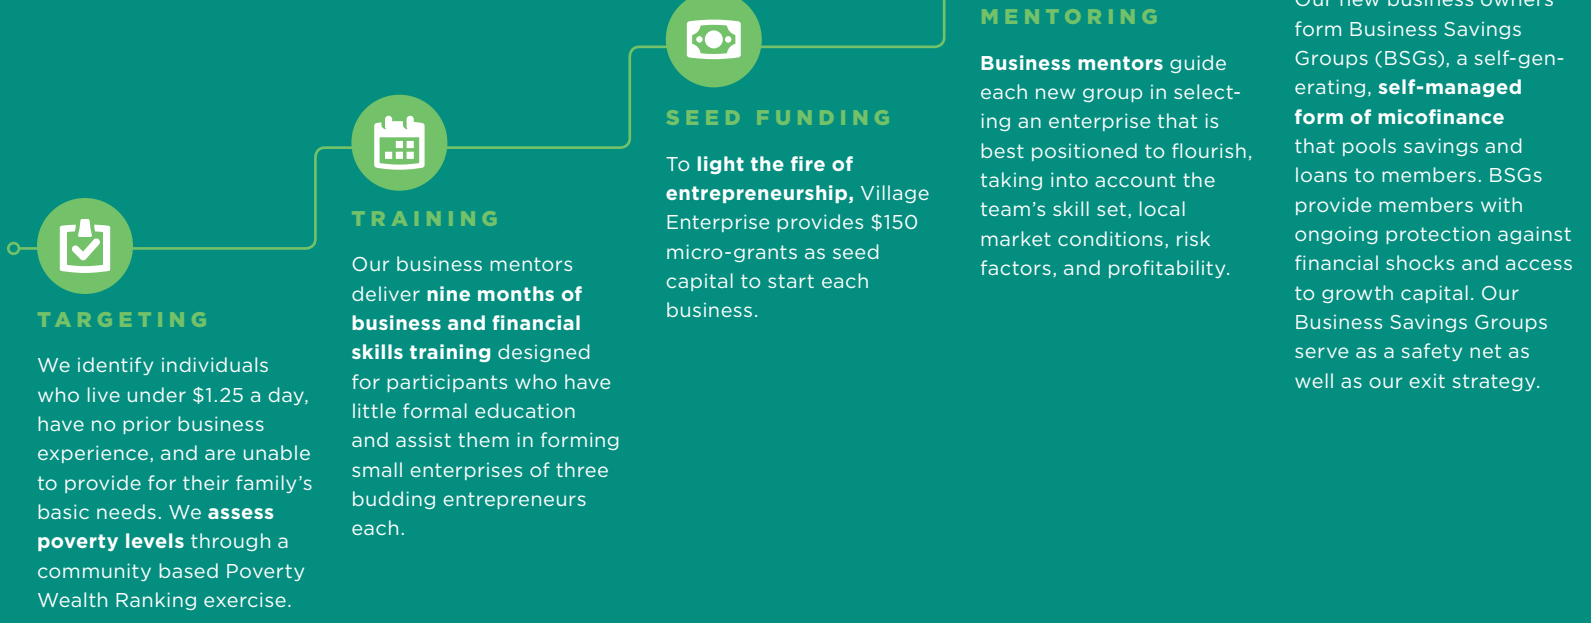 TARGETING
We identify individuals
who live under $1.25 a day,
have no prior business
experience, and are unable
to provide for their family's
basic needs. We assess
poverty levels through a
community based Poverty
Wealth Ranking exercise.
TRAINING
Our business mentors
deliver nine months of
business and financial
skills training designed
for participants who have
little formal education
and assist them in forming
small enterprises of three
budding entrepreneurs
each.
SEED FUNDING
To light the fire of
entrepreneurship, Village
Enterprise provides $150
micro-grants as seed
capital to start each
business.
MENTORING
Business mentors guide
each new group in select-
ing an enterprise that is
best positioned to flourish,
taking into account the
team's skill set, local
market conditions, risk
factors, and profitability.
Our new business owners
form Business Savings
Groups (BSGs), a self-gen-
erating, self-managed
form of micofinance
that pools savings and
loans to members. BSGs
provide members with
ongoing protection against
financial shocks and access
to growth capital. Our
Business Savings Groups
serve as a safety net as
well as our exit strategy.